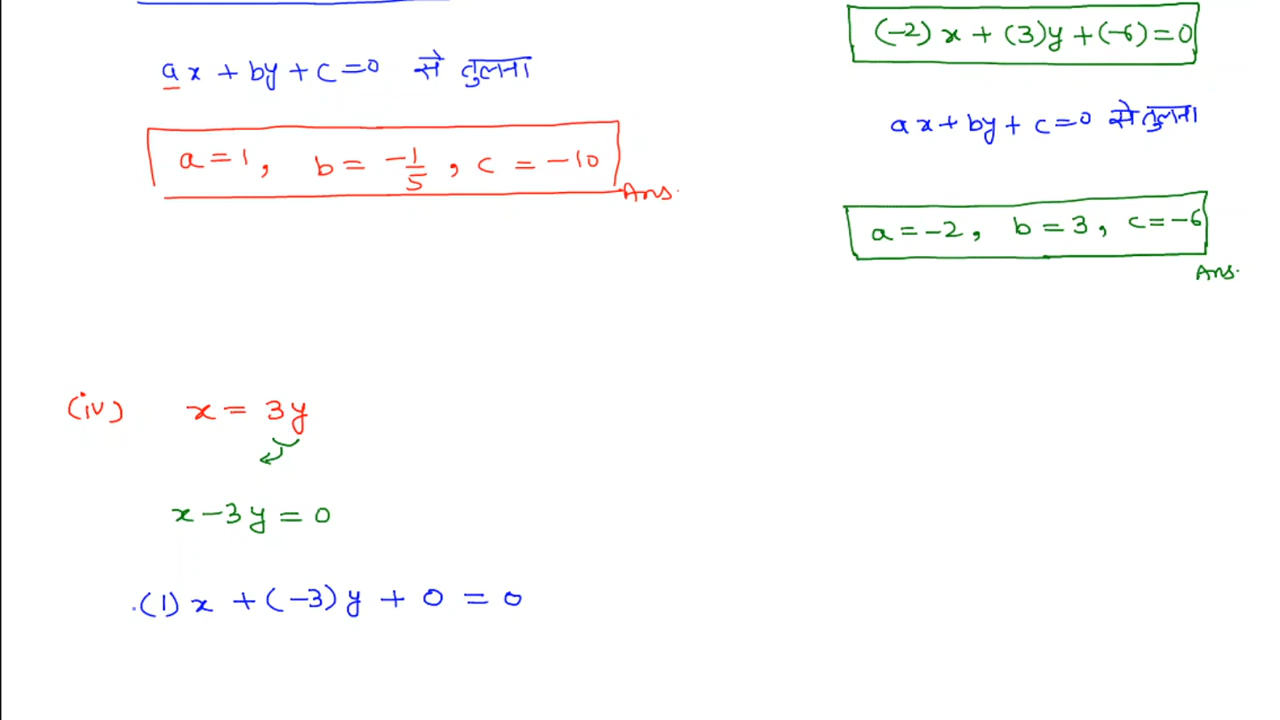 ax + by + c = 0 से तुलना
a = 1, b = -1/5, c = -10
Ans.
(-2)x + (3)y + (-6) = 0
ax + by + c = 0 से तुलना
a = -2, b = 3, c = -6
Ans.
(iv) x = 3y
x - 3y = 0
(1)x + (-3)y + 0 = 0